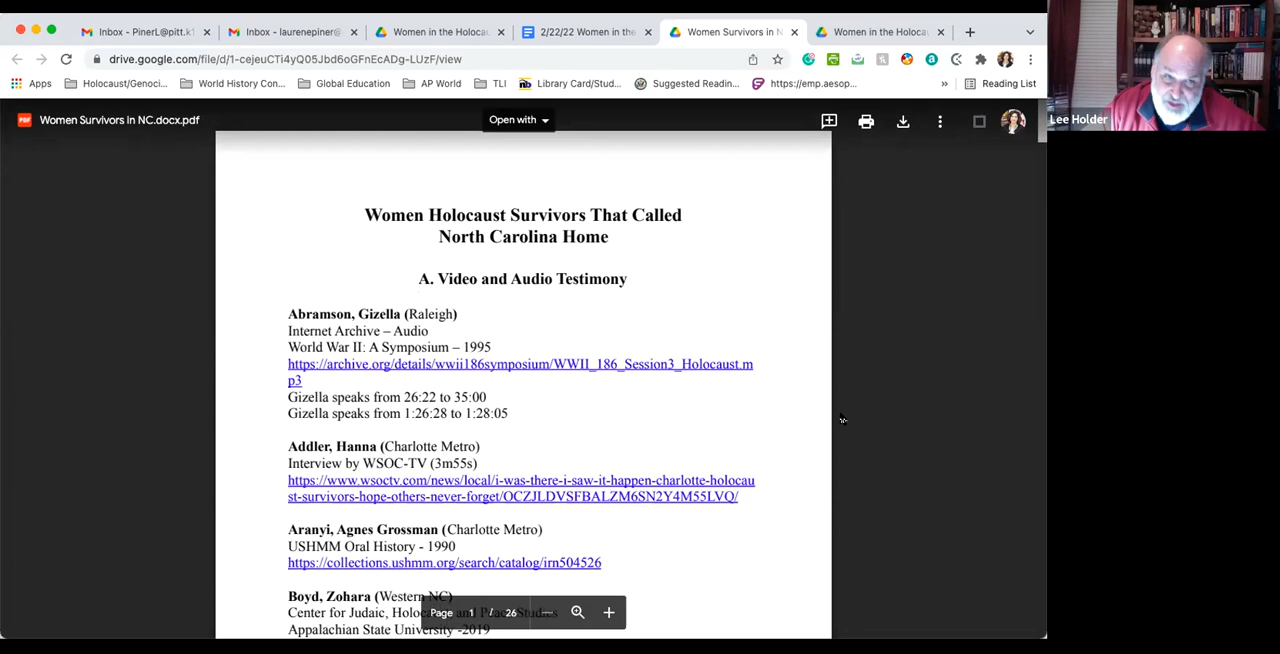 Inbox - PinerL@pitt.k1
Inbox - laurenepiner@
Women in the Holoca
2/22/22 Women in the
Women Survivors in N
Women in the Holoca
drive.google.com/file/d/1-cejeuCTi4yQ05Jbd6oGFnEcADg-LUzF/view
Apps
Holocaust/Genoci...
World History Con...
Global Education
AP World
TLI
Library Card/Stud...
Suggested Readin...
https://emp.aesop...
»
Reading List
Women Survivors in NC.docx.pdf
Open with
Lee Holder
Women Holocaust Survivors That Called
North Carolina Home
A. Video and Audio Testimony
Abramson, Gizella (Raleigh)
Internet Archive – Audio
World War II: A Symposium – 1995
https://archive.org/details/wwii186symposium/WWII_186_Session3_Holocaust.m
p3
Gizella speaks from 26:22 to 35:00
Gizella speaks from 1:26:28 to 1:28:05
Addler, Hanna (Charlotte Metro)
Interview by WSOC-TV (3m55s)
https://www.wsoctv.com/news/local/i-was-there-i-saw-it-happen-charlotte-holocau
st-survivors-hope-others-never-forget/OCZJLDVSFBALZM6SN2Y4M55LVQ/
Aranyi, Agnes Grossman (Charlotte Metro)
USHMM Oral History - 1990
https://collections.ushmm.org/search/catalog/irn504526
Boyd, Zohara (Western NC)
Center for Judaic, Holocaust and Peace Studies
Appalachian State University -2019
Page 1 / 26